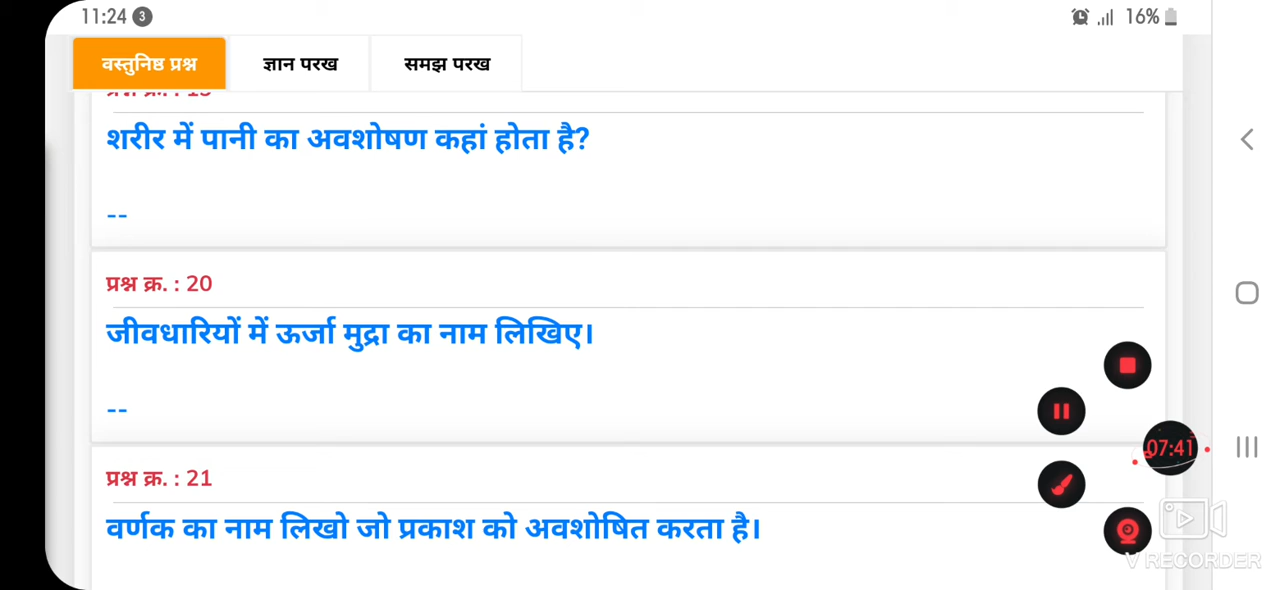 11:24 3 16%
वस्तुनिष्ठ प्रश्न ज्ञान परख समझ परख
शरीर में पानी का अवशोषण कहां होता है?
--
प्रश्न क्र. : 20
जीवधारियों में ऊर्जा मुद्रा का नाम लिखिए।
--
07:41
प्रश्न क्र. : 21
वर्णक का नाम लिखो जो प्रकाश को अवशोषित करता है।
V RECORDER